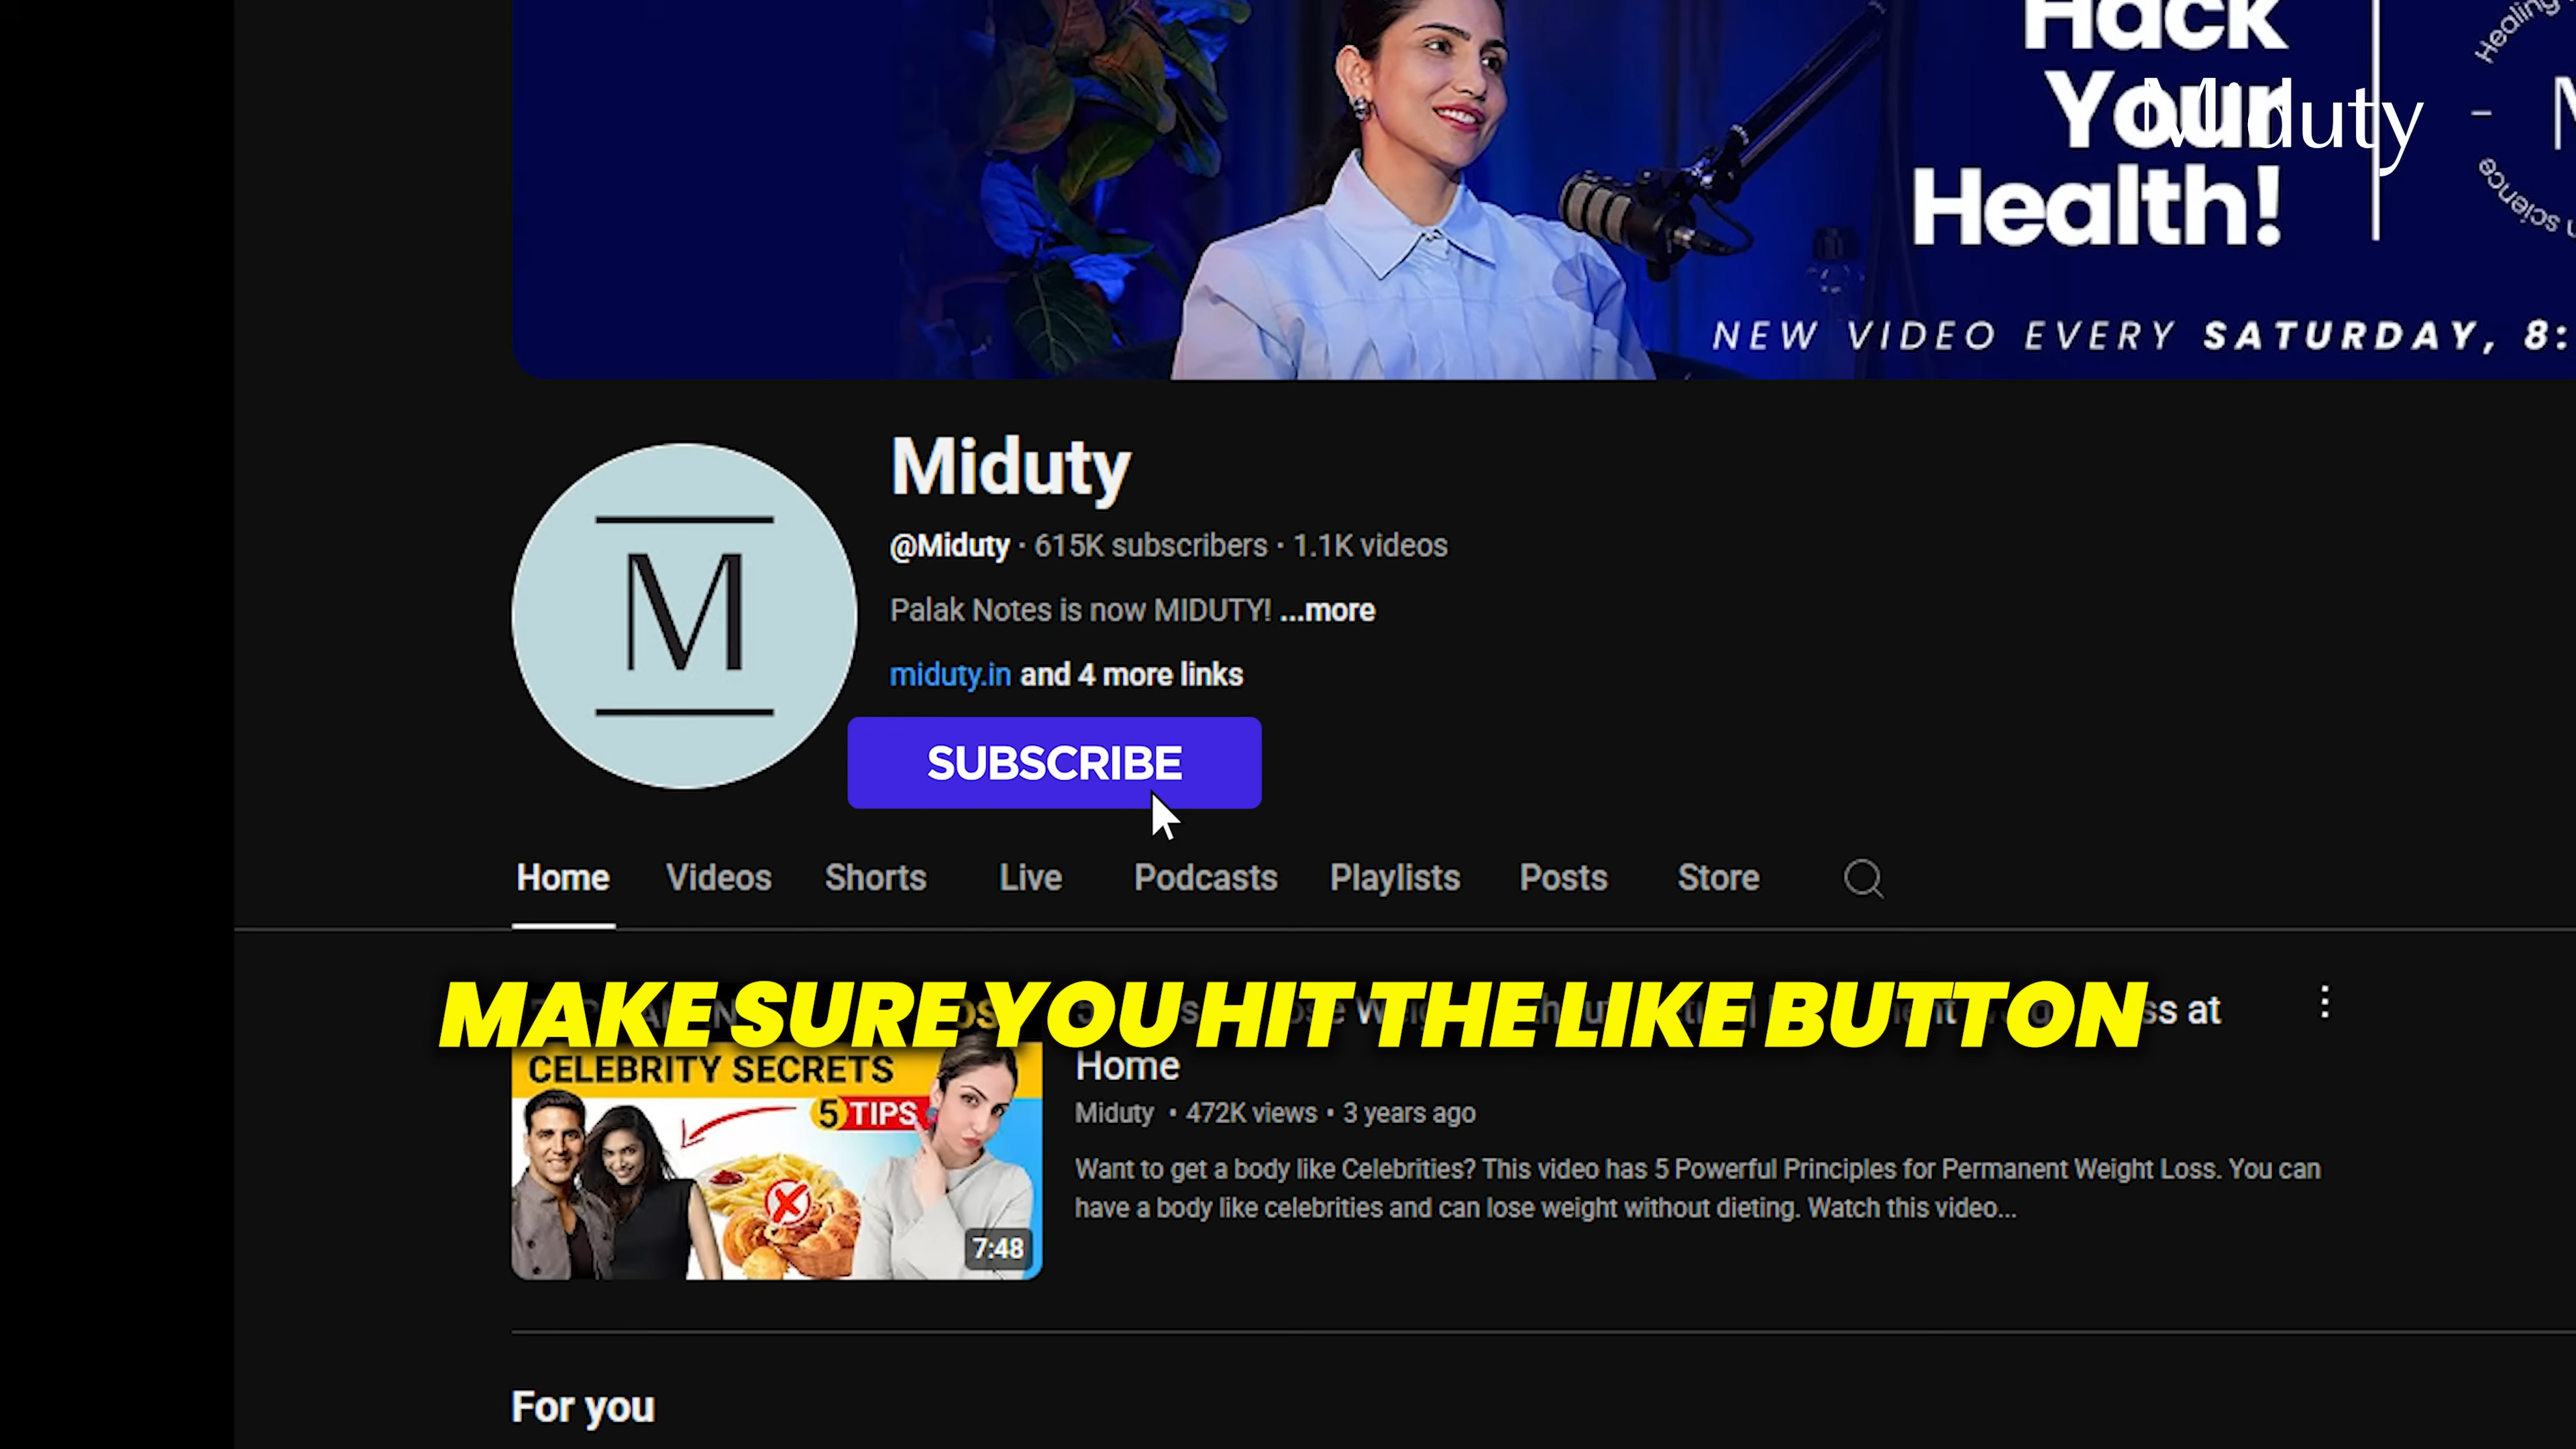 Hack
Your
Health!
Miduty
Healing
science
NEW VIDEO EVERY SATURDAY, 8:
M
Miduty
@Miduty · 615K subscribers · 1.1K videos
Palak Notes is now MIDUTY! ...more
miduty.in and 4 more links
SUBSCRIBE
Home Videos Shorts Live Podcasts Playlists Posts Store
MAKE SURE YOU HIT THE LIKE BUTTON
at
Home
CELEBRITY SECRETS
5 TIPS
7:48
Miduty • 472K views • 3 years ago
Want to get a body like Celebrities? This video has 5 Powerful Principles for Permanent Weight Loss. You can
have a body like celebrities and can lose weight without dieting. Watch this video...
For you